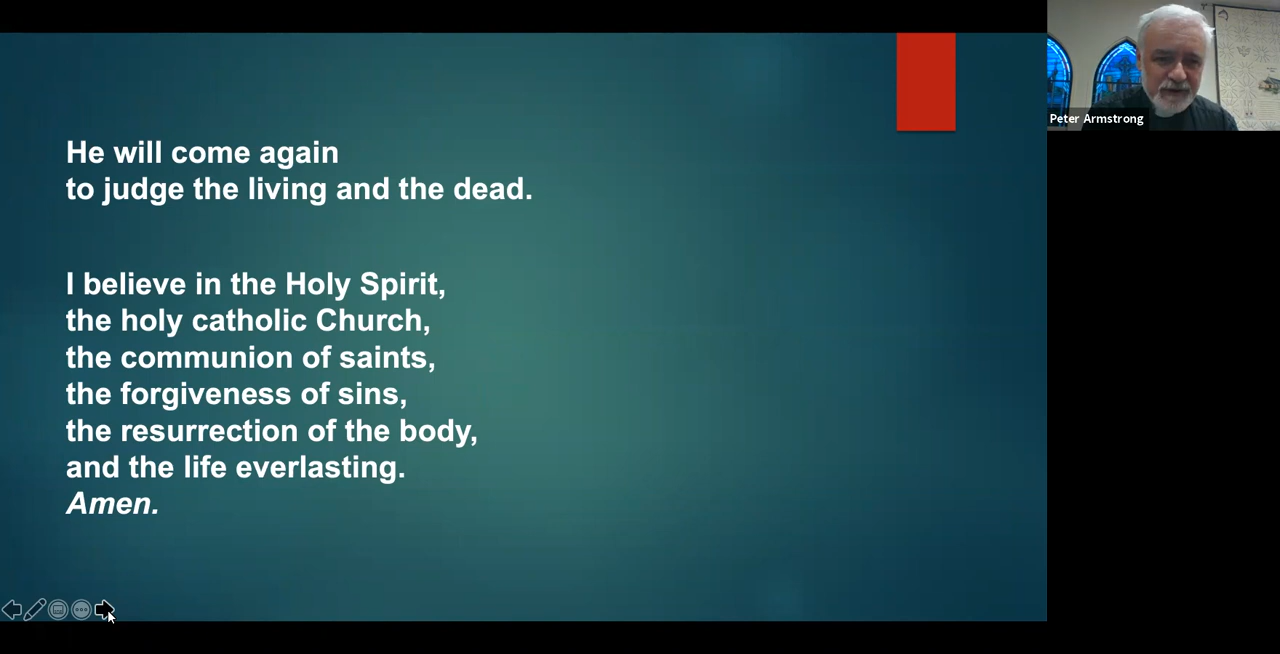 He will come again
to judge the living and the dead.
I believe in the Holy Spirit,
the holy catholic Church,
the communion of saints,
the forgiveness of sins,
the resurrection of the body,
and the life everlasting.
Amen.
Peter Armstrong